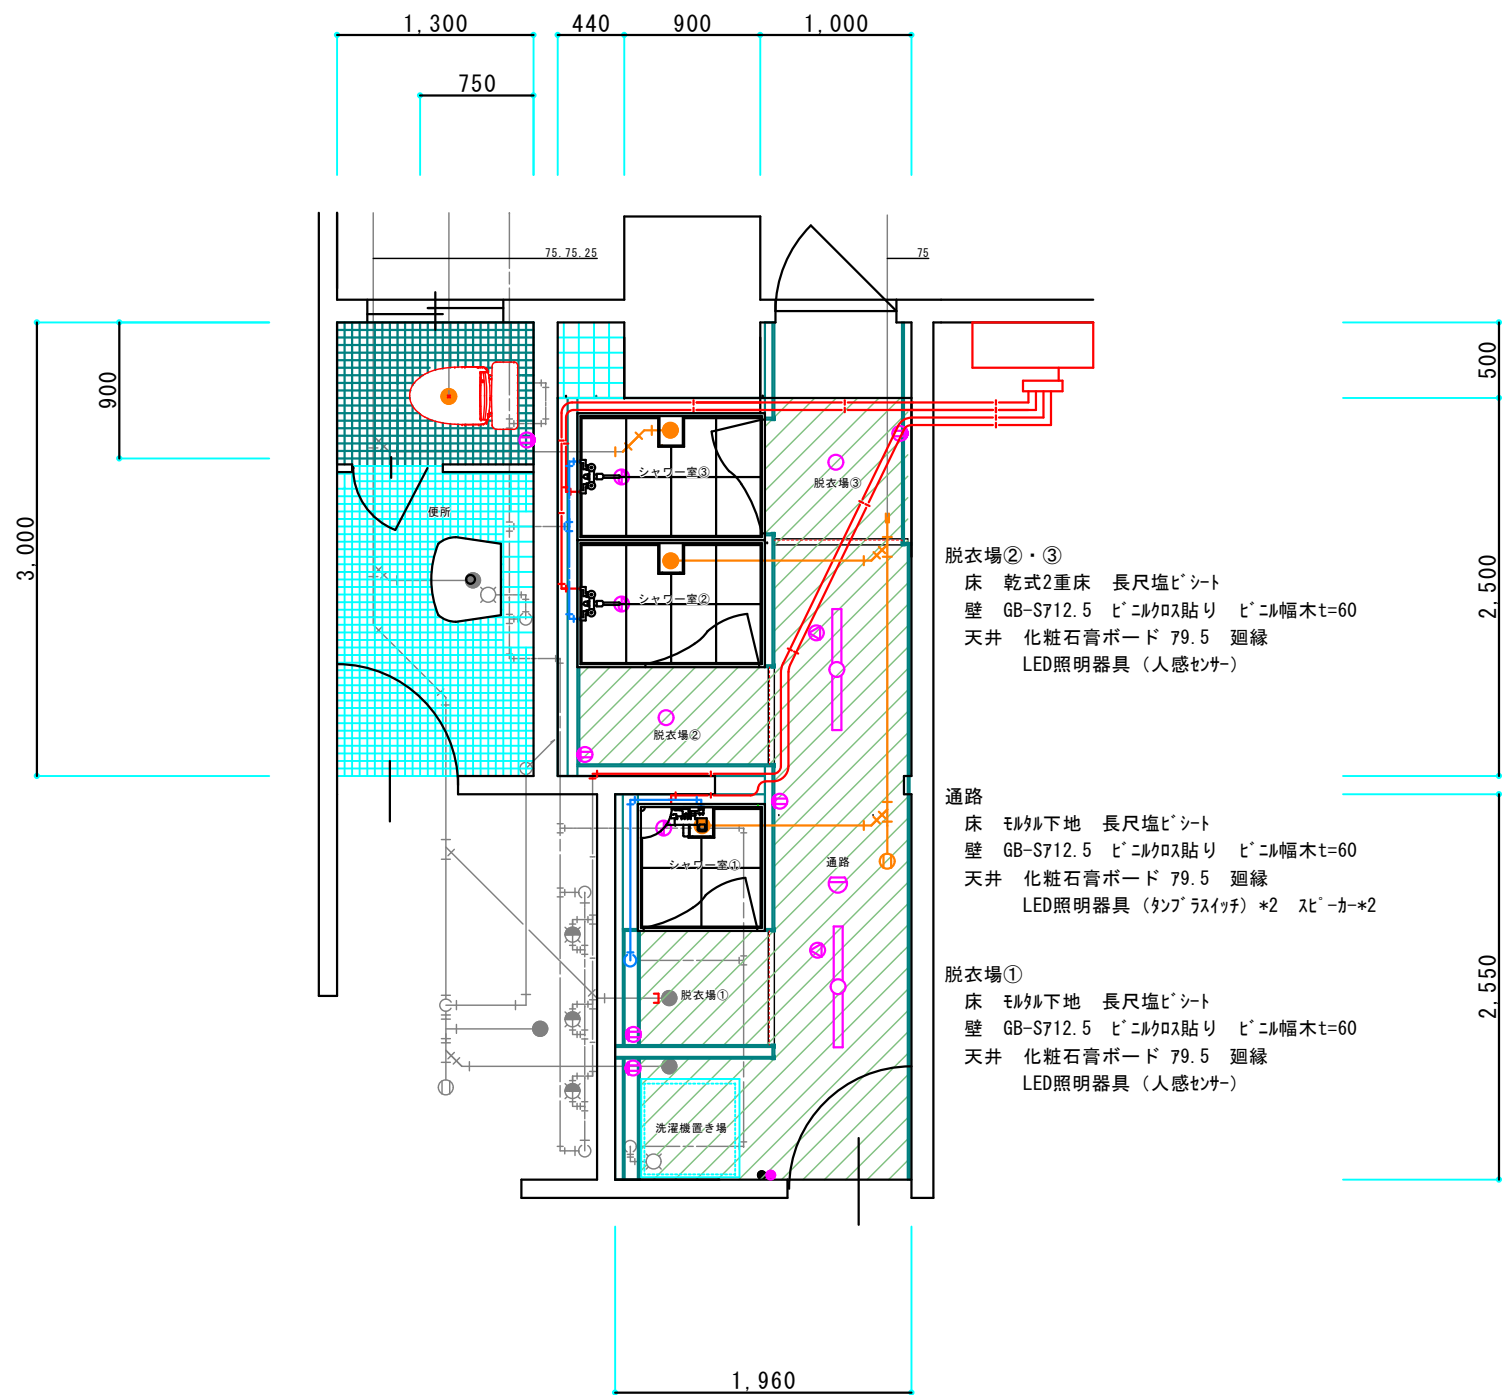 1,300
440
900
1,000
750
75.75.25
75
900
3,000
500
2,500
2,550
シャワー室③
脱衣場③
便所
シャワー室②
脱衣場②
シャワー室①
通路
脱衣場①
洗濯機置き場
脱衣場②・③
床 乾式2重床 長尺塩ビシート
壁 GB-Sア12.5 ビニルクロス貼り ビニル幅木t=60
天井 化粧石膏ボード ア9.5 廻縁
LED照明器具（人感センサー）
通路
床 モルタル下地 長尺塩ビシート
壁 GB-Sア12.5 ビニルクロス貼り ビニル幅木t=60
天井 化粧石膏ボード ア9.5 廻縁
LED照明器具（タンブラスイッチ）*2 スピーカー*2
脱衣場①
床 モルタル下地 長尺塩ビシート
壁 GB-Sア12.5 ビニルクロス貼り ビニル幅木t=60
天井 化粧石膏ボード ア9.5 廻縁
LED照明器具（人感センサー）
1,960